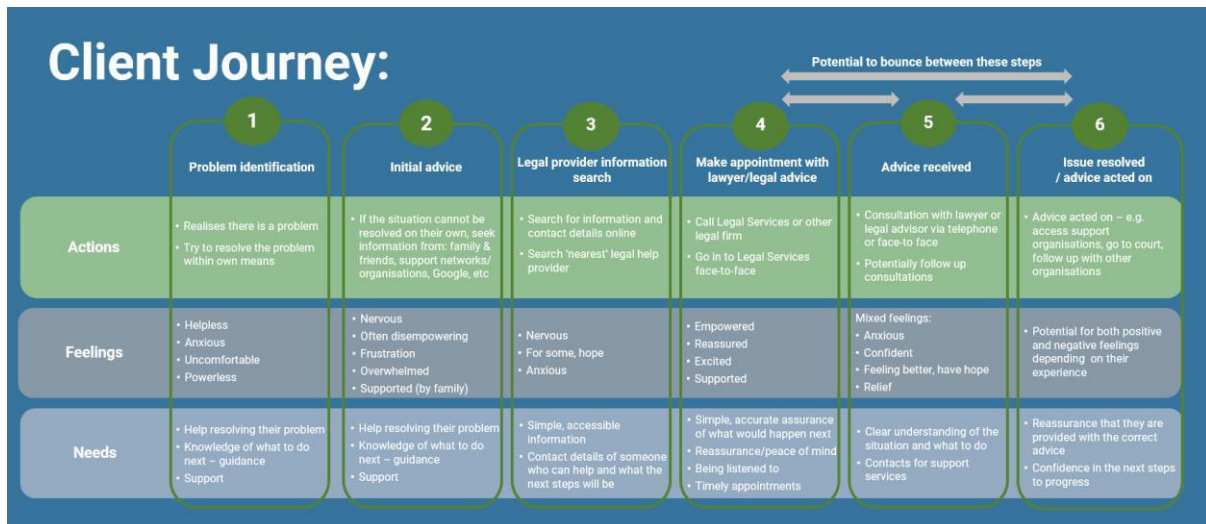 Client Journey:
Potential to bounce between these steps
1
Problem identification
2
Initial advice
3
Legal provider information
search
4
Make appointment with
lawyer/legal advice
5
Advice received
6
Issue resolved
/ advice acted on
Actions
• Realises there is a problem
• Try to resolve the problem
within own means
• If the situation cannot be
resolved on their own, seek
information from: family &
friends, support networks/
organisations, Google, etc
• Search for information and
contact details online
• Search 'nearest' legal help
provider
• Call Legal Services or other
legal firm
• Go in to Legal Services
face-to-face
• Consultation with lawyer or
legal advisor via telephone
or face-to face
• Potentially follow up
consultations
• Advice acted on – e.g.
access support
organisations, go to court,
follow up with other
organisations
Feelings
• Helpless
• Anxious
• Uncomfortable
• Powerless
• Nervous
• Often disempowering
• Frustration
• Overwhelmed
• Supported (by family)
• Nervous
• For some, hope
• Anxious
• Empowered
• Reassured
• Excited
• Supported
Mixed feelings:
• Anxious
• Confident
• Feeling better, have hope
• Relief
• Potential for both positive
and negative feelings
depending on their
experience
Needs
• Help resolving their problem
• Knowledge of what to do
next – guidance
• Support
• Help resolving their problem
• Knowledge of what to do
next – guidance
• Support
• Simple, accessible
information
• Contact details of someone
who can help and what the
next steps will be
• Simple, accurate assurance
of what would happen next
• Reassurance/peace of mind
• Being listened to
• Timely appointments
• Clear understanding of the
situation and what to do
• Contacts for support
services
• Reassurance that they are
provided with the correct
advice
• Confidence in the next steps
to progress